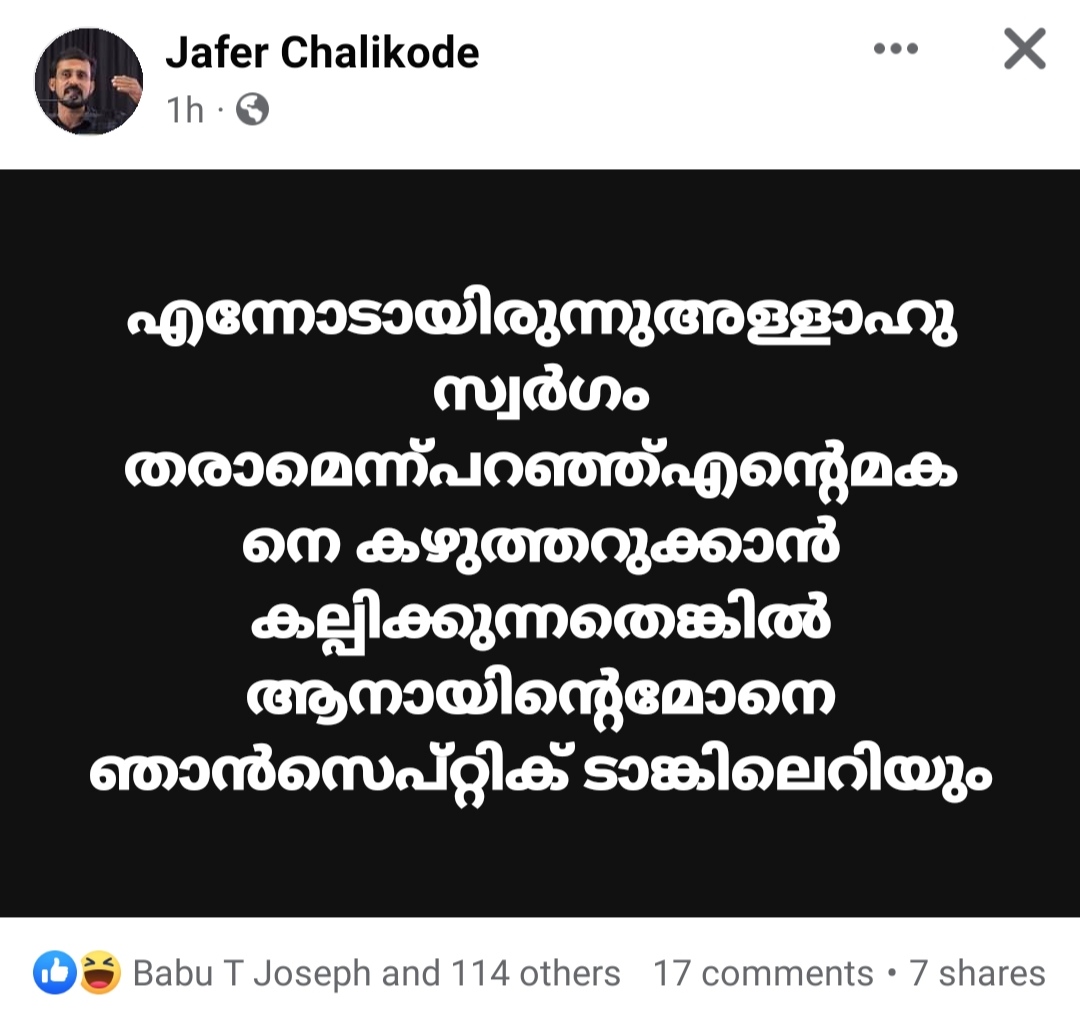 Jafer Chalikode
1h ·
എന്നോടായിരുന്നുഅള്ളാഹു
സ്വർഗം
തരാമെന്ന്പറഞ്ഞ്എന്റെമക
നെ കഴുത്തറുക്കാൻ
കല്പിക്കുന്നതെങ്കിൽ
ആനായിന്റെമോനെ
ഞാൻസെപ്റ്റിക് ടാങ്കിലെറിയും
Babu T Joseph and 114 others 17 comments • 7 shares